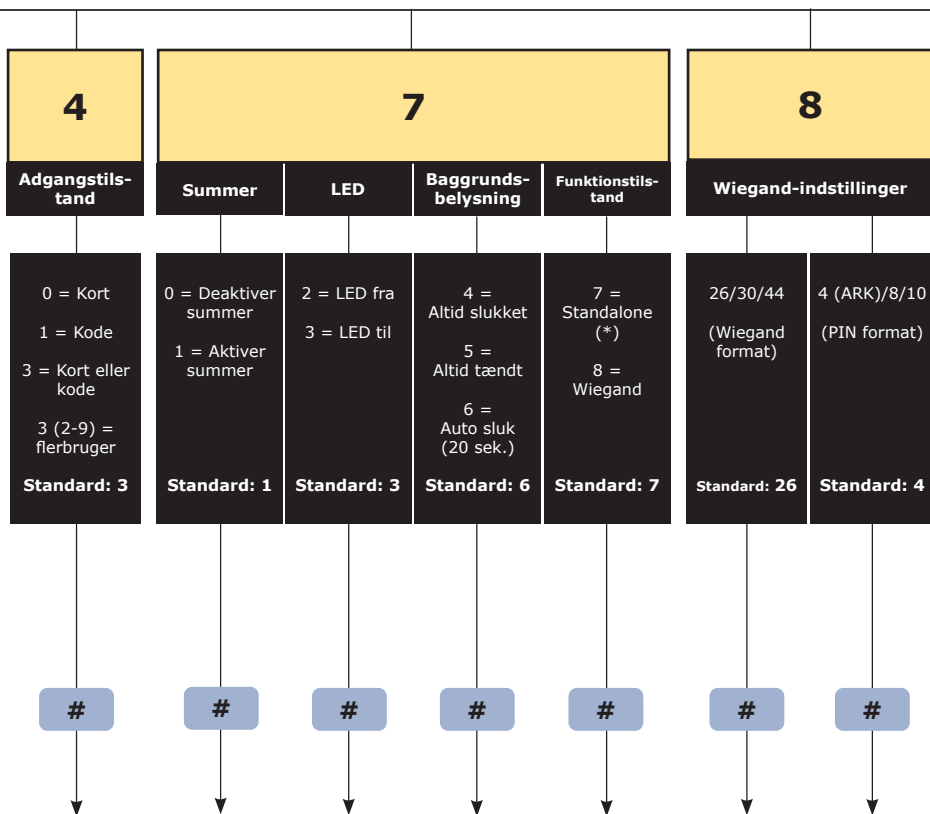 4
7
8
Adgangstils-
tand
Summer
LED
Baggrunds-
belysning
Funktionstils-
tand
Wiegand-indstillinger
0 = Kort
1 = Kode
3 = Kort eller
kode
3 (2-9) =
flerbruger
Standard: 3
0 = Deaktiver
summer
1 = Aktiver
summer
Standard: 1
2 = LED fra
3 = LED til
Standard: 3
4 =
Altid slukket
5 =
Altid tændt
6 =
Auto sluk
(20 sek.)
Standard: 6
7 =
Standalone
(*)
8 =
Wiegand
Standard: 7
26/30/44
(Wiegand
format)
Standard: 26
4 (ARK)/8/10
(PIN format)
Standard: 4
#
#
#
#
#
#
#